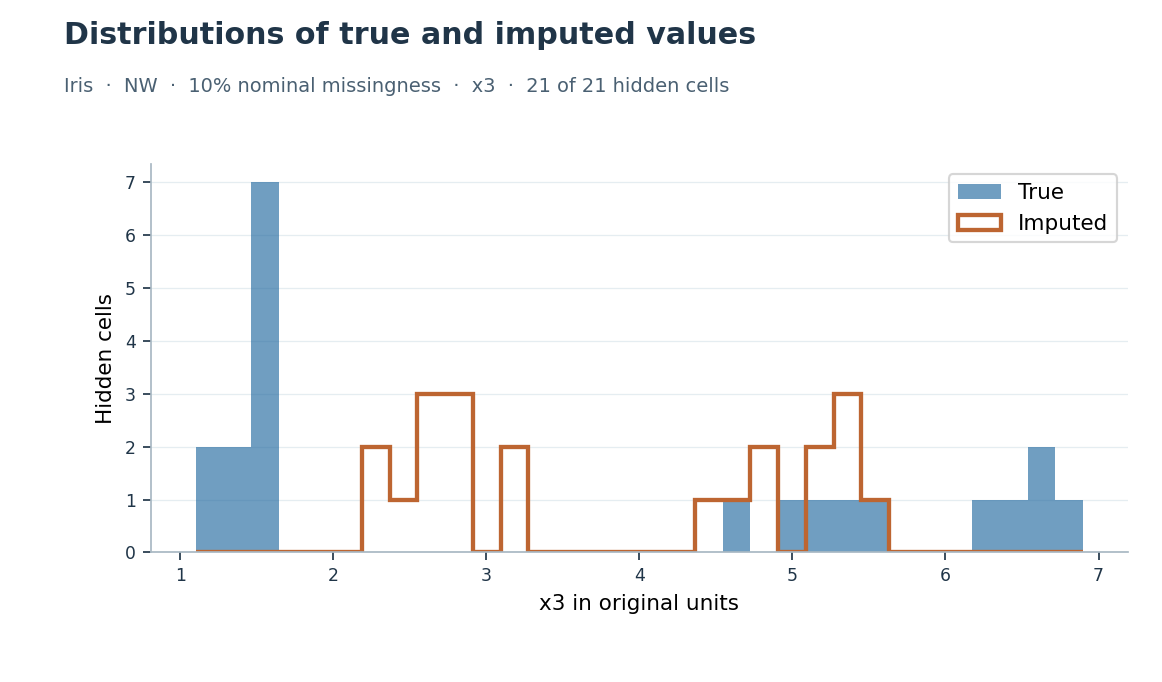 Distributions of true and imputed values
Iris · NW · 10% nominal missingness · x3 · 21 of 21 hidden cells
True
Imputed
Hidden cells
7
6
5
4
3
2
1
0
1 2 3 4 5 6 7
x3 in original units